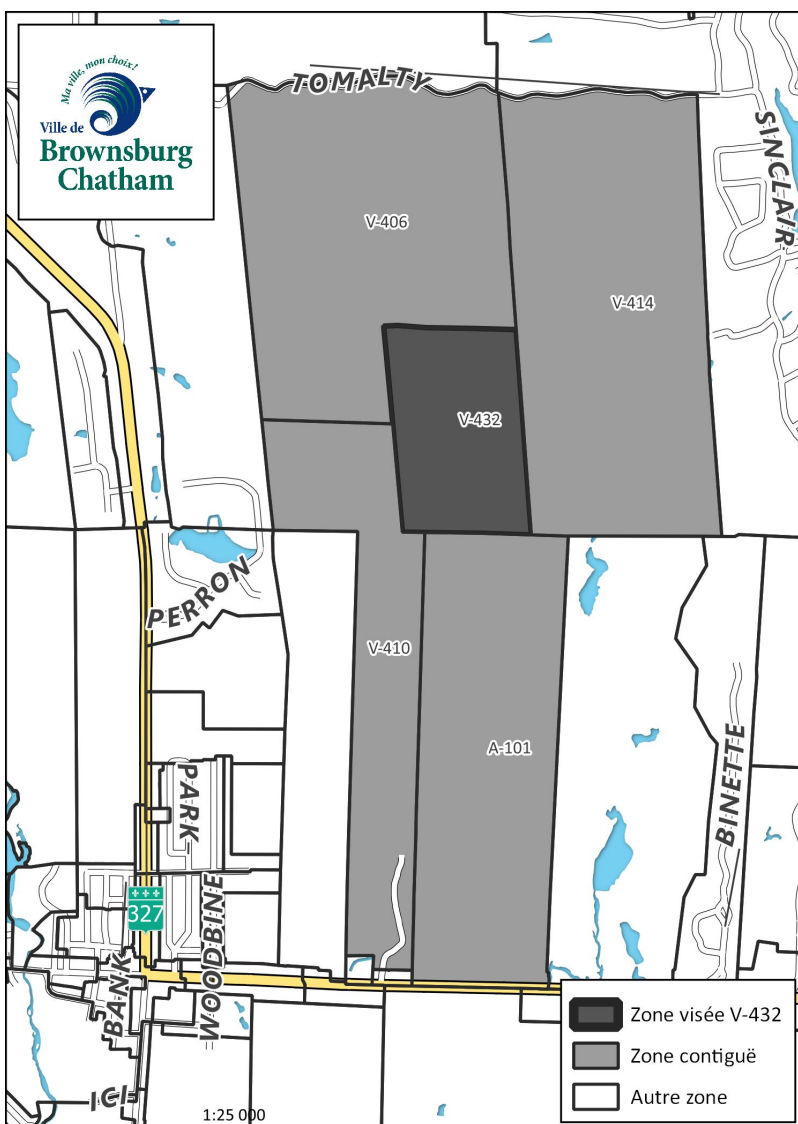 Ma ville, mon choix!
Ville de
Brownsburg
Chatham
TOMALTY
SINCLAIR
V-406
V-414
V-432
PERRON
V-410
A-101
BINETTE
PARK
327
WOODBINE
BANK
ICI
1:25 000
Zone visée V-432
Zone contiguë
Autre zone